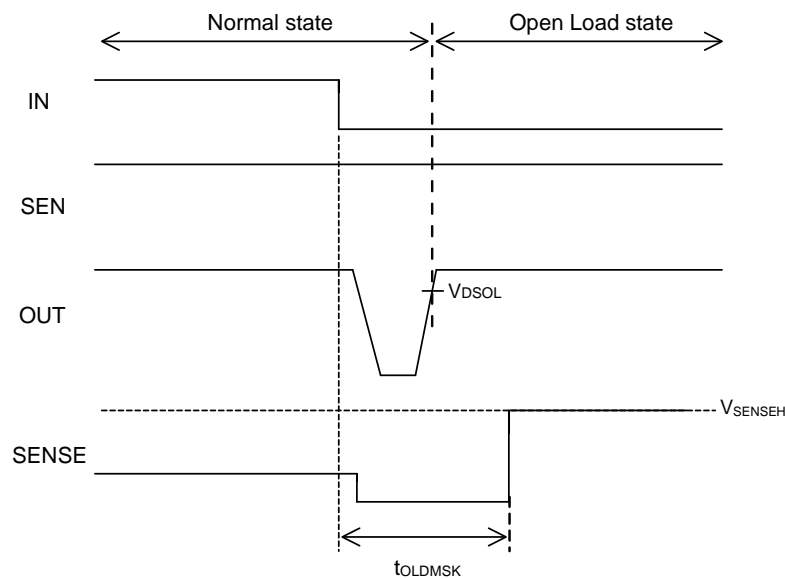 Normal state
Open Load state
IN
SEN
OUT
VDSOL
VSENSEH
SENSE
tOLDMSK